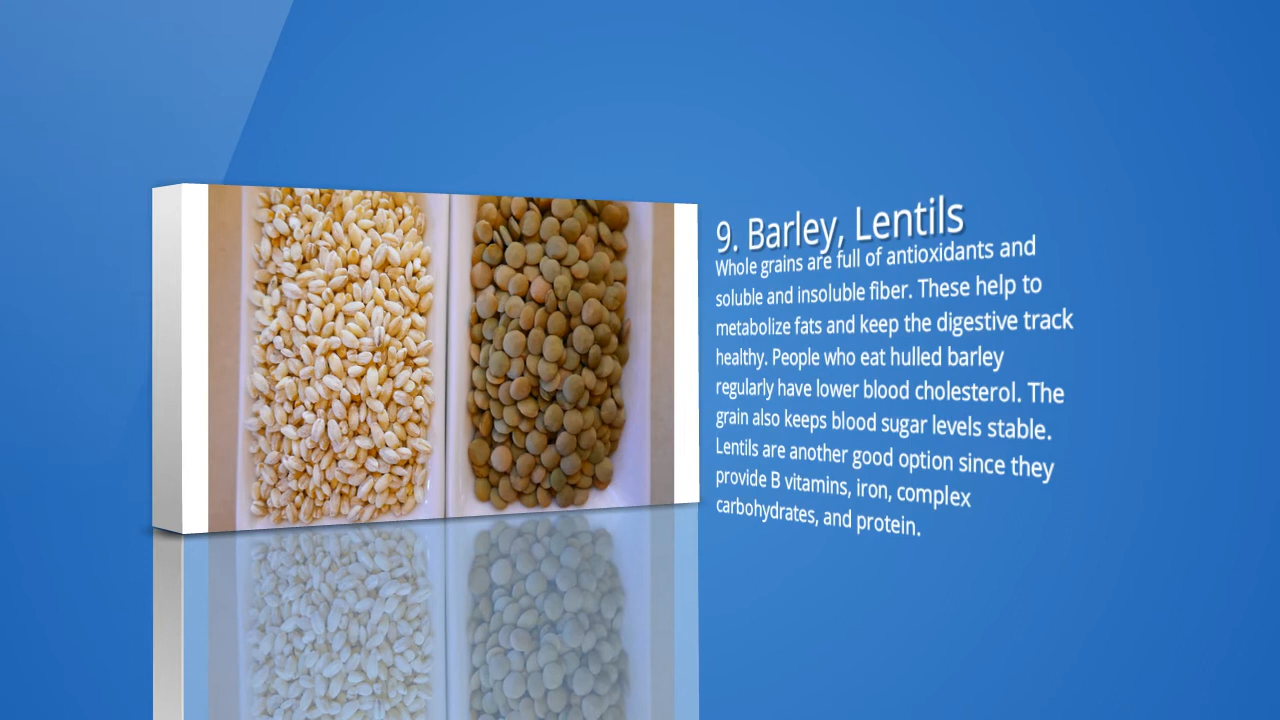 9. Barley, Lentils
Whole grains are full of antioxidants and
soluble and insoluble fiber. These help to
metabolize fats and keep the digestive track
healthy. People who eat hulled barley
regularly have lower blood cholesterol. The
grain also keeps blood sugar levels stable.
Lentils are another good option since they
provide B vitamins, iron, complex
carbohydrates, and protein.